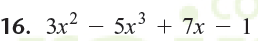 16. 3x² − 5x³ + 7x − 1